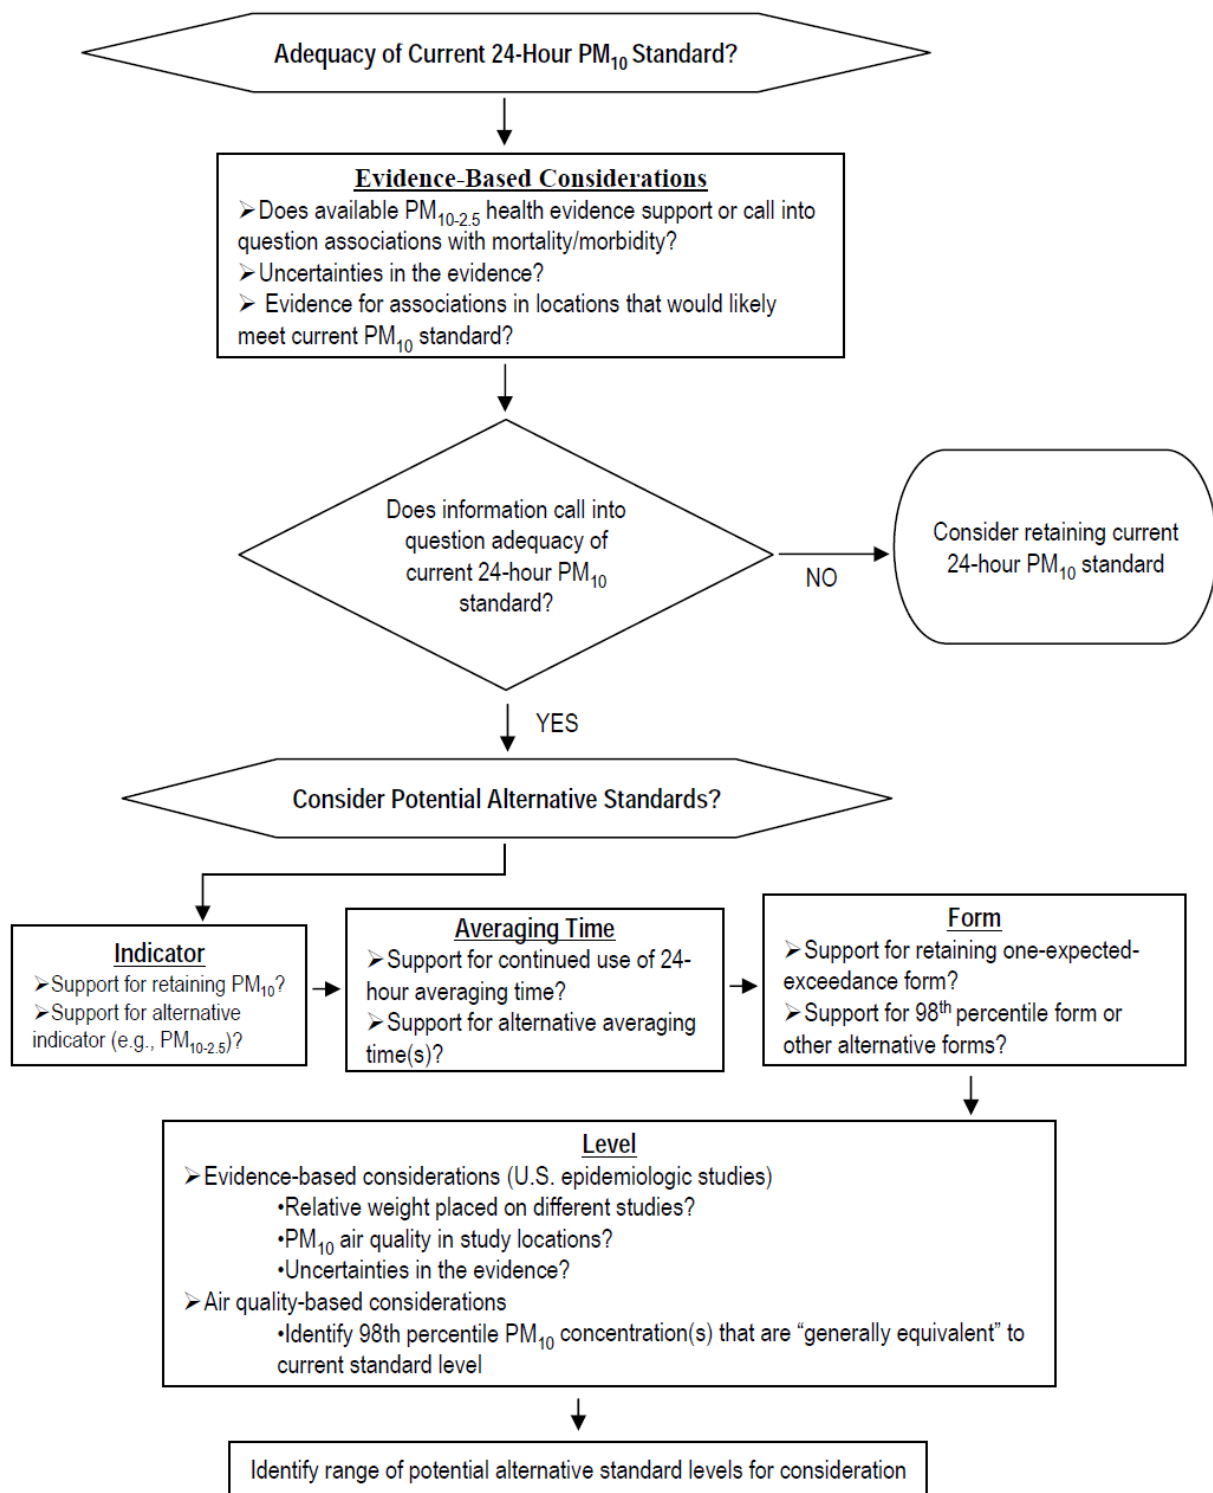 Adequacy of Current 24-Hour PM₁₀ Standard?
Evidence-Based Considerations
➢Does available PM₁₀₋₂.₅ health evidence support or call into
question associations with mortality/morbidity?
➢Uncertainties in the evidence?
➢ Evidence for associations in locations that would likely
meet current PM₁₀ standard?
Does information call into
question adequacy of
current 24-hour PM₁₀
standard?
NO
Consider retaining current
24-hour PM₁₀ standard
YES
Consider Potential Alternative Standards?
Indicator
➢Support for retaining PM₁₀?
➢Support for alternative
indicator (e.g., PM₁₀₋₂.₅)?
Averaging Time
➢Support for continued use of 24-
hour averaging time?
➢Support for alternative averaging
time(s)?
Form
➢Support for retaining one-expected-
exceedance form?
➢Support for 98th percentile form or
other alternative forms?
Level
➢Evidence-based considerations (U.S. epidemiologic studies)
•Relative weight placed on different studies?
•PM₁₀ air quality in study locations?
•Uncertainties in the evidence?
➢Air quality-based considerations
•Identify 98th percentile PM₁₀ concentration(s) that are “generally equivalent” to
current standard level
Identify range of potential alternative standard levels for consideration